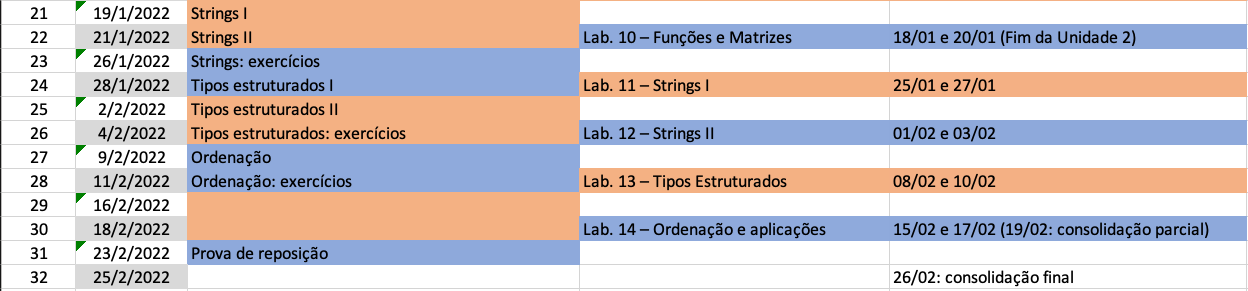 21 19/1/2022 Strings I
22 21/1/2022 Strings II Lab. 10 – Funções e Matrizes 18/01 e 20/01 (Fim da Unidade 2)
23 26/1/2022 Strings: exercícios
24 28/1/2022 Tipos estruturados I Lab. 11 – Strings I 25/01 e 27/01
25 2/2/2022 Tipos estruturados II
26 4/2/2022 Tipos estruturados: exercícios Lab. 12 – Strings II 01/02 e 03/02
27 9/2/2022 Ordenação
28 11/2/2022 Ordenação: exercícios Lab. 13 – Tipos Estruturados 08/02 e 10/02
29 16/2/2022
30 18/2/2022 Lab. 14 – Ordenação e aplicações 15/02 e 17/02 (19/02: consolidação parcial)
31 23/2/2022 Prova de reposição
32 25/2/2022 26/02: consolidação final